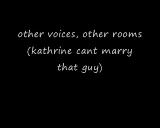 other voices, other rooms
(kathrine cant marry
that guy)